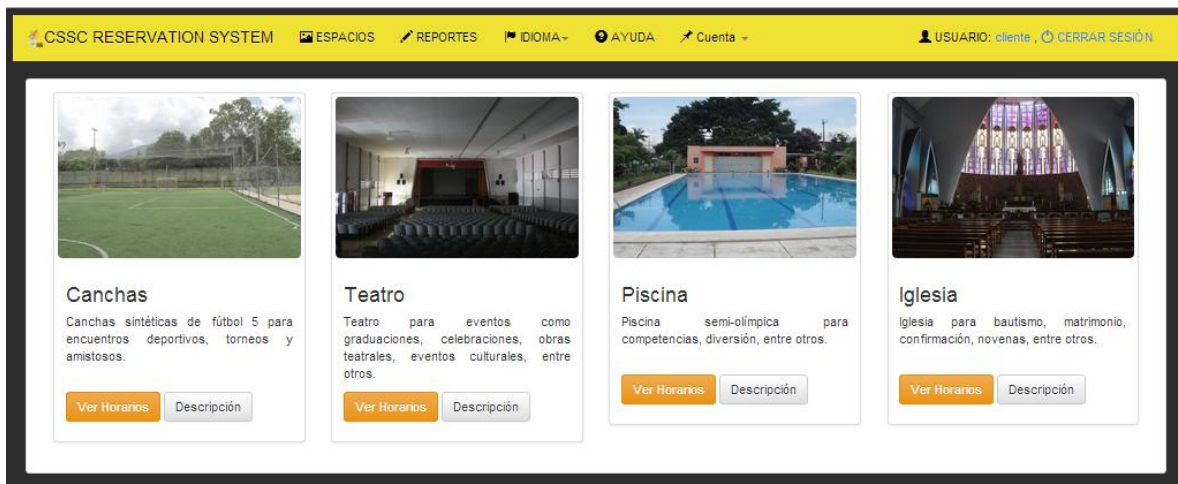 CSSC RESERVATION SYSTEM ESPACIOS REPORTES IDIOMA AYUDA Cuenta USUARIO: cliente , CERRAR SESIÓN
Canchas
Canchas sintéticas de fútbol 5 para
encuentros deportivos, torneos y
amistosos.
Ver Horarios Descripción
Teatro
Teatro para eventos como
graduaciones, celebraciones, obras
teatrales, eventos culturales, entre
otros.
Ver Horarios Descripción
Piscina
Piscina semi-olímpica para
competencias, diversión, entre otros.
Ver Horarios Descripción
Iglesia
Iglesia para bautismo, matrimonio,
confirmación, novenas, entre otros.
Ver Horarios Descripción